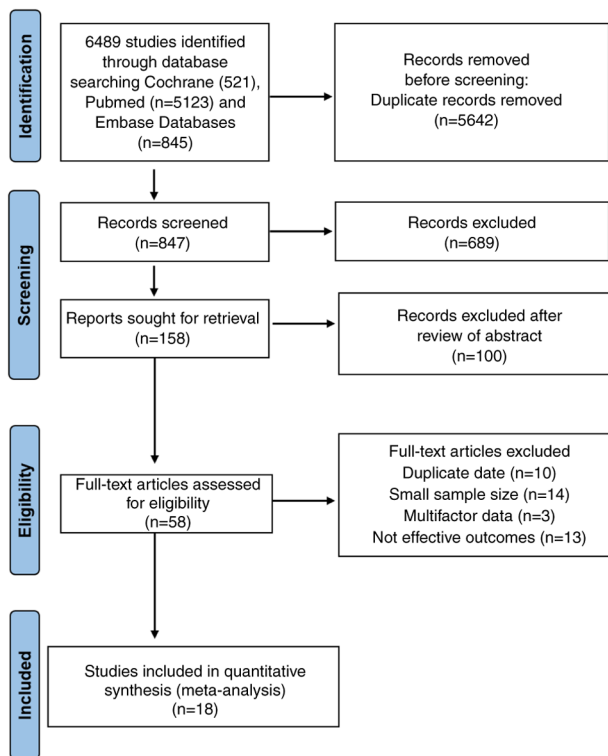 Identification
6489 studies identified
through database
searching Cochrane (521),
Pubmed (n=5123) and
Embase Databases
(n=845)
Records removed
before screening:
Duplicate records removed
(n=5642)
Screening
Records screened
(n=847)
Records excluded
(n=689)
Reports sought for retrieval
(n=158)
Records excluded after
review of abstract
(n=100)
Eligibility
Full-text articles assessed
for eligibility
(n=58)
Full-text articles excluded
Duplicate date (n=10)
Small sample size (n=14)
Multifactor data (n=3)
Not effective outcomes (n=13)
Included
Studies included in quantitative
synthesis (meta-analysis)
(n=18)